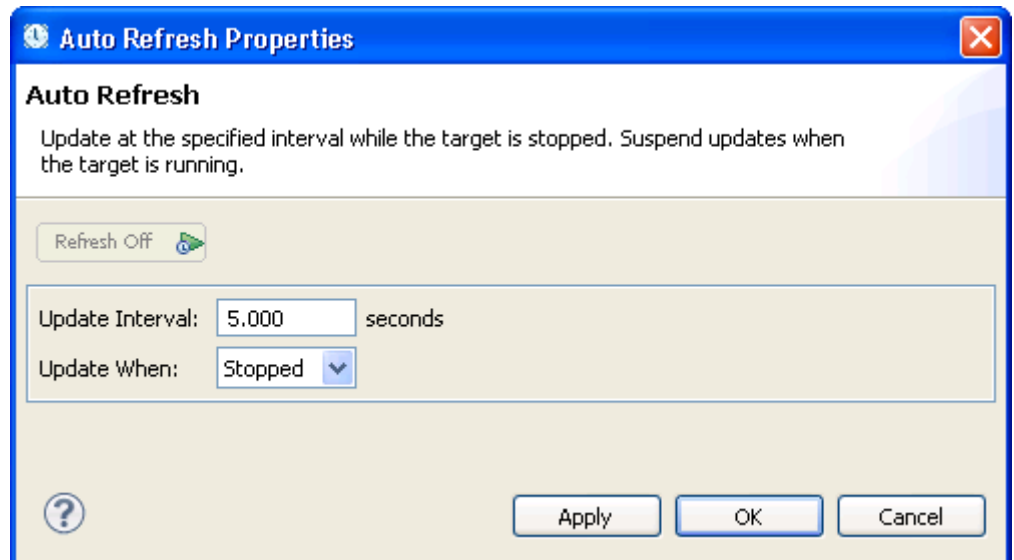 Auto Refresh Properties
Auto Refresh
Update at the specified interval while the target is stopped. Suspend updates when
the target is running.
Refresh Off
Update Interval: 5.000 seconds
Update When: Stopped
?
Apply OK Cancel